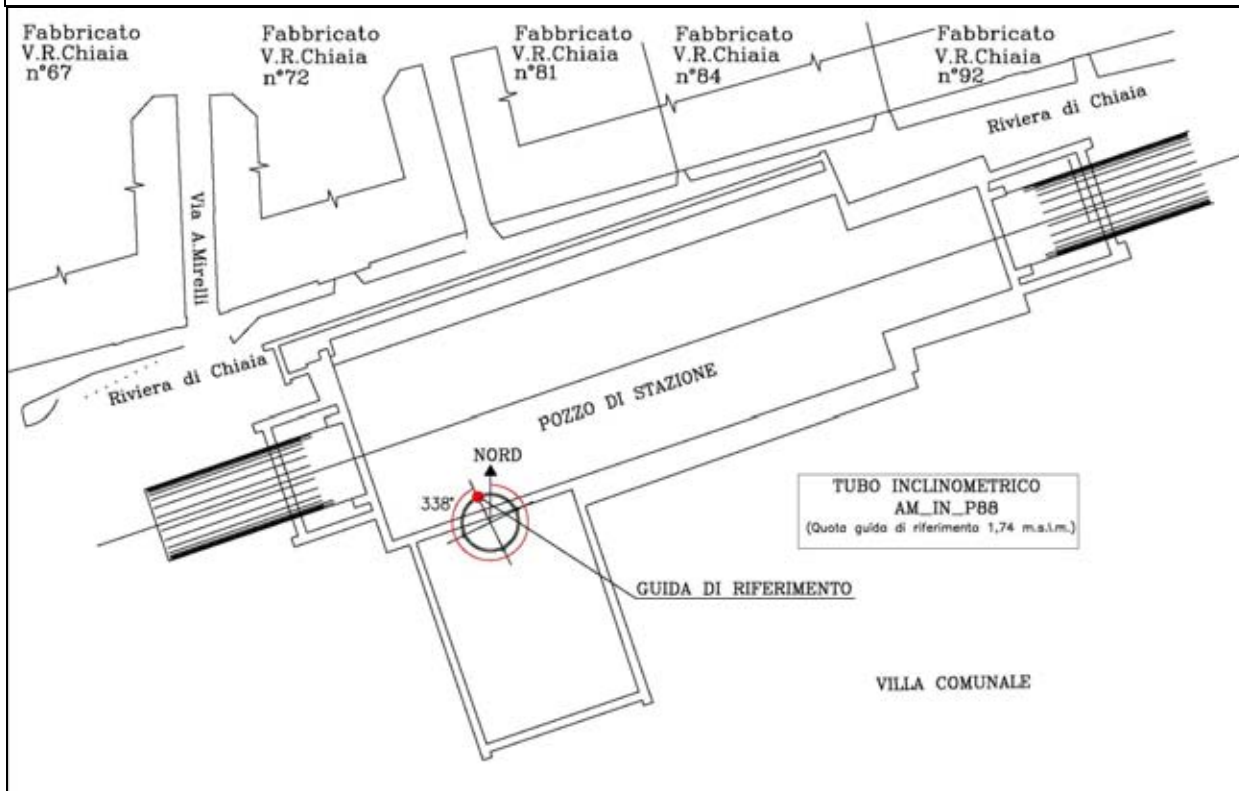 Fabbricato
V.R.Chiaia
n°67
Fabbricato
V.R.Chiaia
n°72
Fabbricato
V.R.Chiaia
n°81
Fabbricato
V.R.Chiaia
n°84
Fabbricato
V.R.Chiaia
n°92
Riviera di Chiaia
Via A.Mirelli
Riviera di Chiaia
POZZO DI STAZIONE
NORD
338°
TUBO INCLINOMETRICO
AM_IN_P88
(Quota guida di riferimento 1,74 m.s.l.m.)
GUIDA DI RIFERIMENTO
VILLA COMUNALE